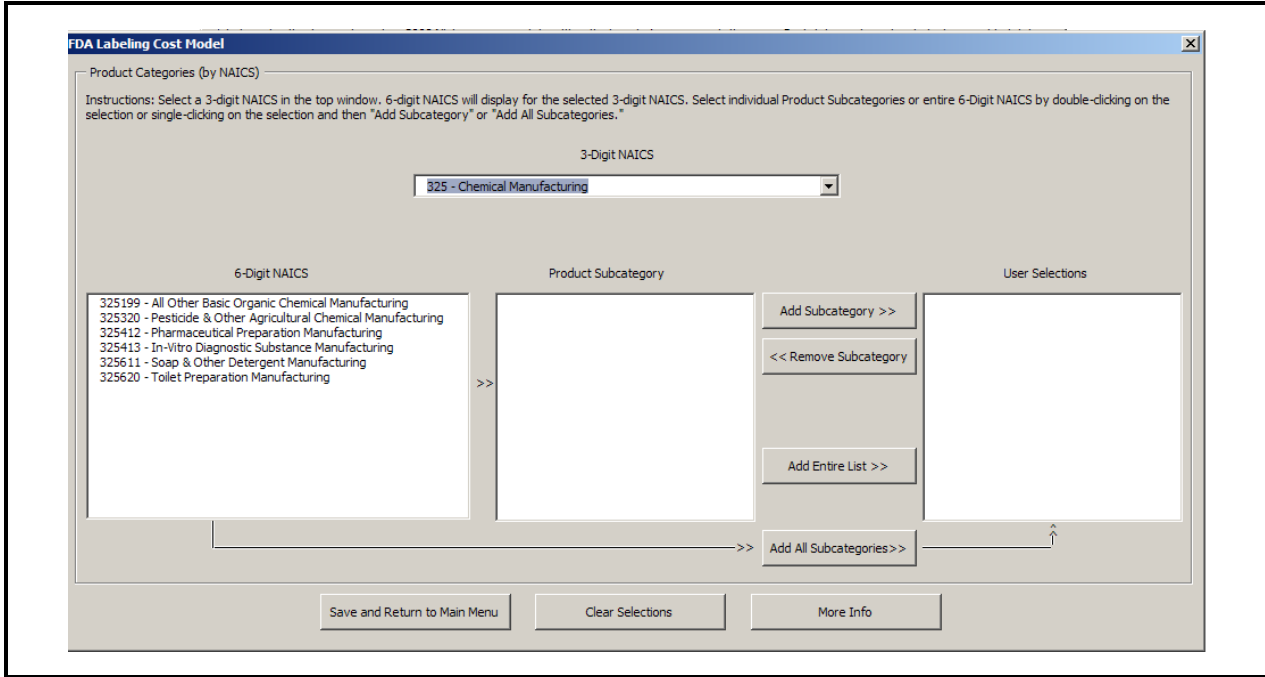 FDA Labeling Cost Model
Product Categories (by NAICS)
Instructions: Select a 3-digit NAICS in the top window. 6-digit NAICS will display for the selected 3-digit NAICS. Select individual Product Subcategories or entire 6-Digit NAICS by double-clicking on the
selection or single-clicking on the selection and then "Add Subcategory" or "Add All Subcategories."
3-Digit NAICS
325 - Chemical Manufacturing
6-Digit NAICS
Product Subcategory
User Selections
325199 - All Other Basic Organic Chemical Manufacturing
325320 - Pesticide & Other Agricultural Chemical Manufacturing
325412 - Pharmaceutical Preparation Manufacturing
325413 - In-Vitro Diagnostic Substance Manufacturing
325611 - Soap & Other Detergent Manufacturing
325620 - Toilet Preparation Manufacturing
>>
Add Subcategory >>
<< Remove Subcategory
Add Entire List >>
>>
Add All Subcategories>>
Save and Return to Main Menu
Clear Selections
More Info